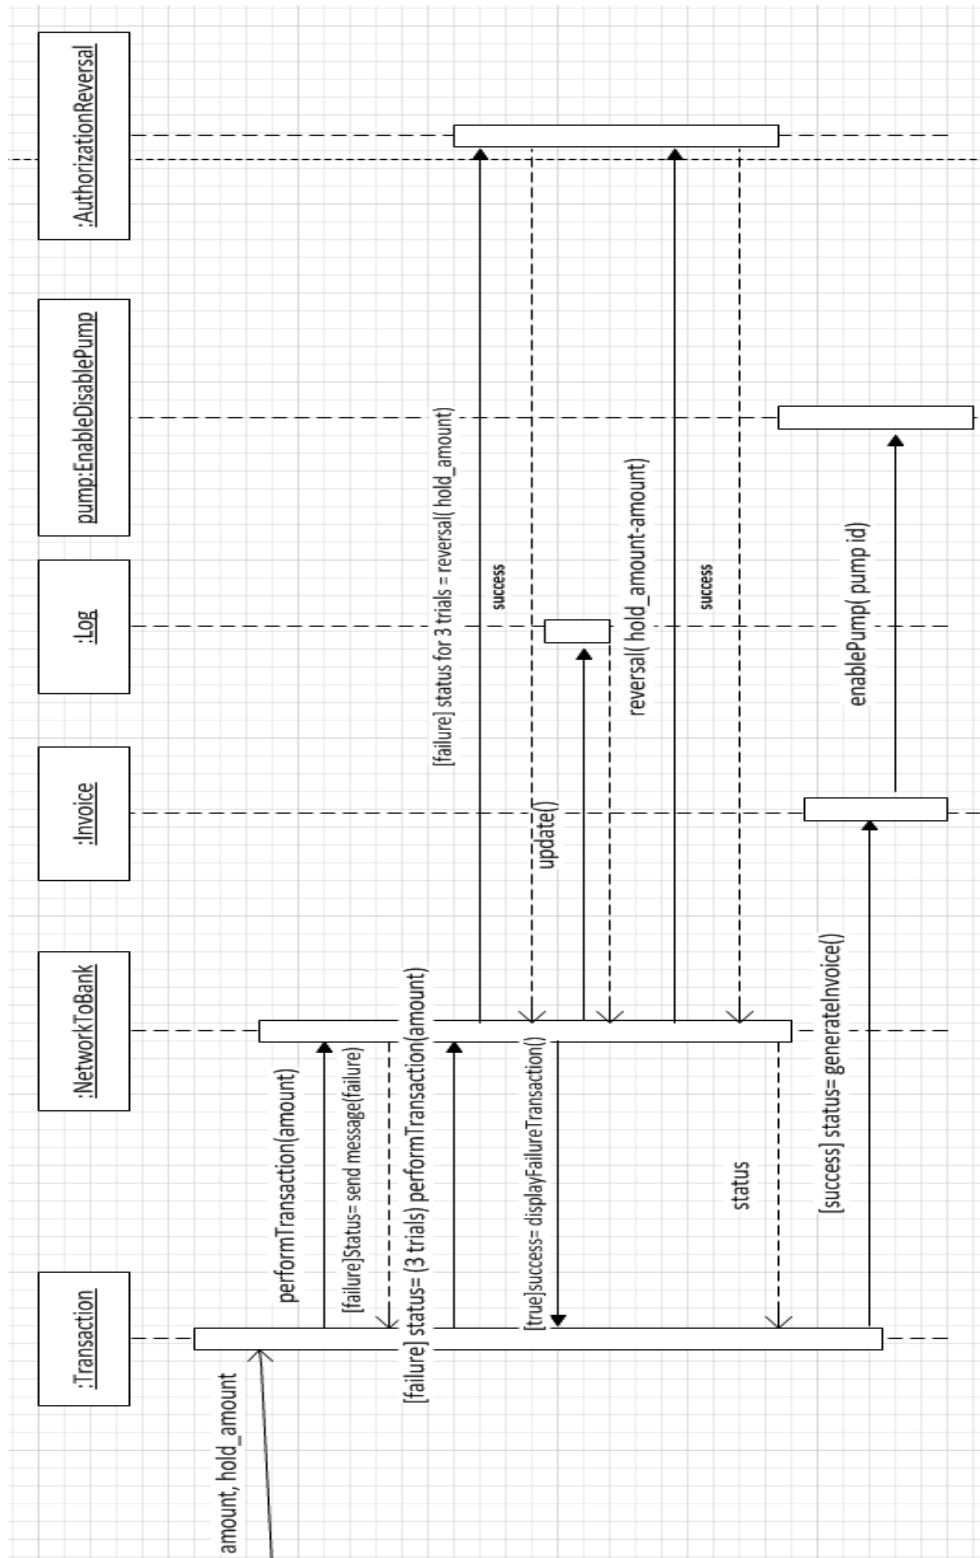 :Transaction
:NetworkToBank
:Invoice
:Log
pump:EnableDisablePump
:AuthorizationReversal
amount, hold_amount
performTransaction(amount)
[failure]Status= send message(failure)
[failure] status= (3 trials) performTransaction(amount)
[failure] status for 3 trials = reversal( hold_amount)
success
[true]success= displayFailureTransaction()
update()
reversal( hold_amount-amount)
success
status
[success] status= generateInvoice()
enablePump( pump id)